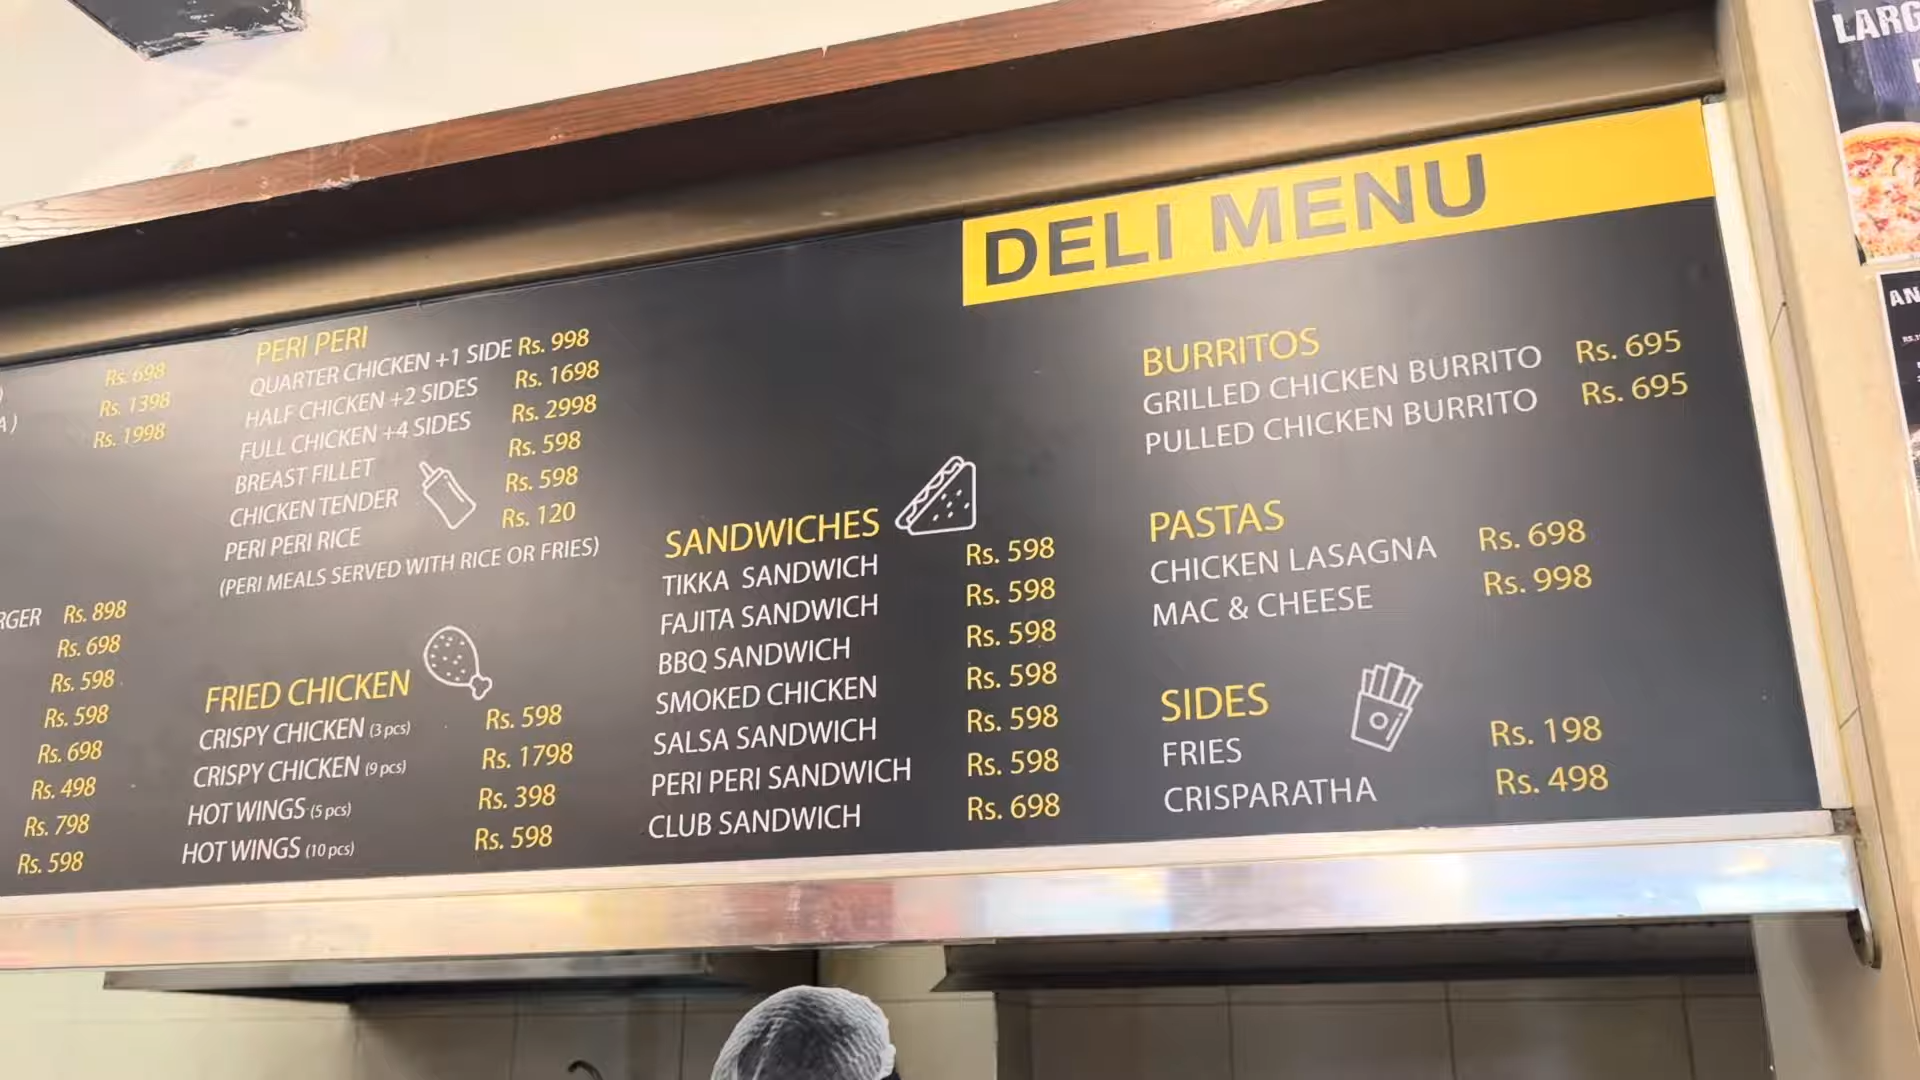 DELI MENU
)
Rs. 698
Rs. 1398
A)
Rs. 1998
RGER Rs. 898
Rs. 698
Rs. 598
Rs. 598
Rs. 698
Rs. 498
Rs. 798
Rs. 598
PERI PERI
QUARTER CHICKEN +1 SIDE Rs. 998
HALF CHICKEN +2 SIDES Rs. 1698
FULL CHICKEN +4 SIDES Rs. 2998
BREAST FILLET Rs. 598
CHICKEN TENDER Rs. 598
PERI PERI RICE Rs. 120
(PERI MEALS SERVED WITH RICE OR FRIES)
FRIED CHICKEN
CRISPY CHICKEN (3 pcs) Rs. 598
CRISPY CHICKEN (9 pcs) Rs. 1798
HOT WINGS (5 pcs) Rs. 398
HOT WINGS (10 pcs) Rs. 598
SANDWICHES
TIKKA SANDWICH Rs. 598
FAJITA SANDWICH Rs. 598
BBQ SANDWICH Rs. 598
SMOKED CHICKEN Rs. 598
SALSA SANDWICH Rs. 598
PERI PERI SANDWICH Rs. 598
CLUB SANDWICH Rs. 698
BURRITOS
GRILLED CHICKEN BURRITO Rs. 695
PULLED CHICKEN BURRITO Rs. 695
PASTAS
CHICKEN LASAGNA Rs. 698
MAC & CHEESE Rs. 998
SIDES
FRIES Rs. 198
CRISPARATHA Rs. 498
LARG
AN